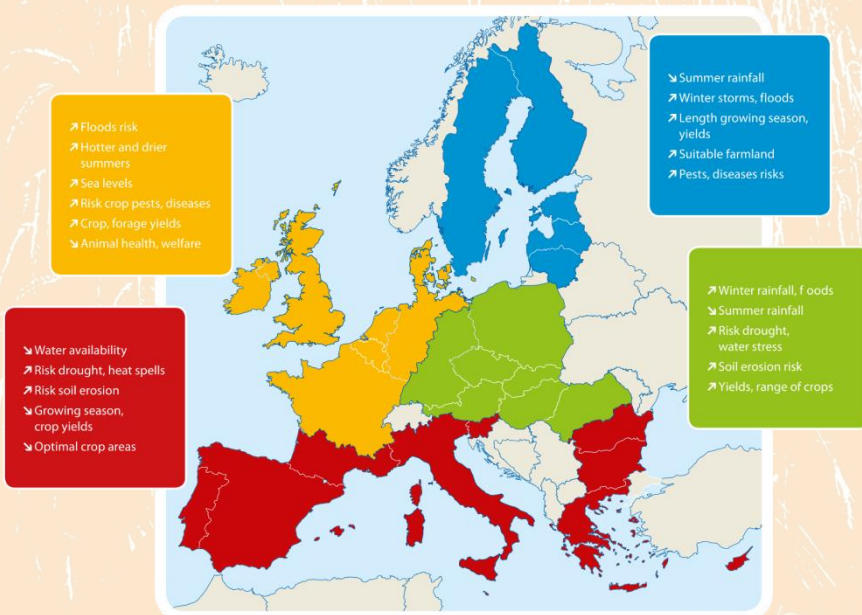 ↗ Floods risk
↗ Hotter and drier
summers
↗ Sea levels
↗ Risk crop pests, diseases
↗ Crop, forage yields
↘ Animal health, welfare
↘ Water availability
↗ Risk drought, heat spells
↗ Risk soil erosion
↘ Growing season,
crop yields
↘ Optimal crop areas
↘ Summer rainfall
↗ Winter storms, floods
↗ Length growing season,
yields
↗ Suitable farmland
↗ Pests, diseases risks
↗ Winter rainfall, f oods
↘ Summer rainfall
↗ Risk drought,
water stress
↗ Soil erosion risk
↗ Yields, range of crops